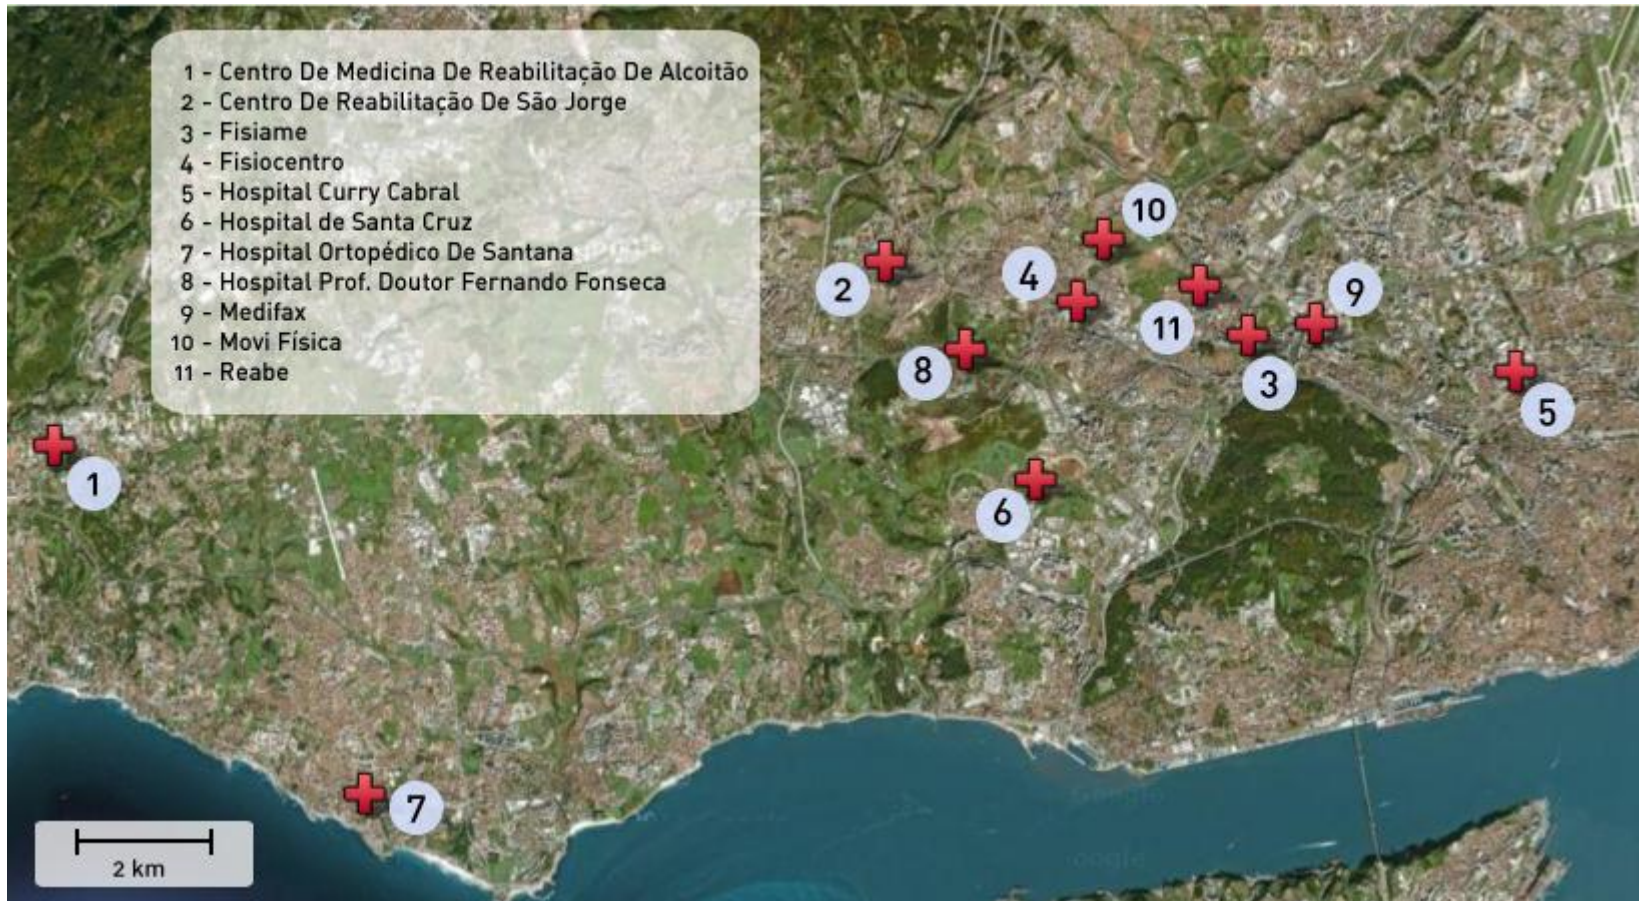 1 - Centro De Medicina De Reabilitação De Alcoitão
2 - Centro De Reabilitação De São Jorge
3 - Fisiame
4 - Fisiocentro
5 - Hospital Curry Cabral
6 - Hospital de Santa Cruz
7 - Hospital Ortopédico De Santana
8 - Hospital Prof. Doutor Fernando Fonseca
9 - Medifax
10 - Movi Física
11 - Reabe
10
2
4
9
11
8
3
5
1
6
7
2 km